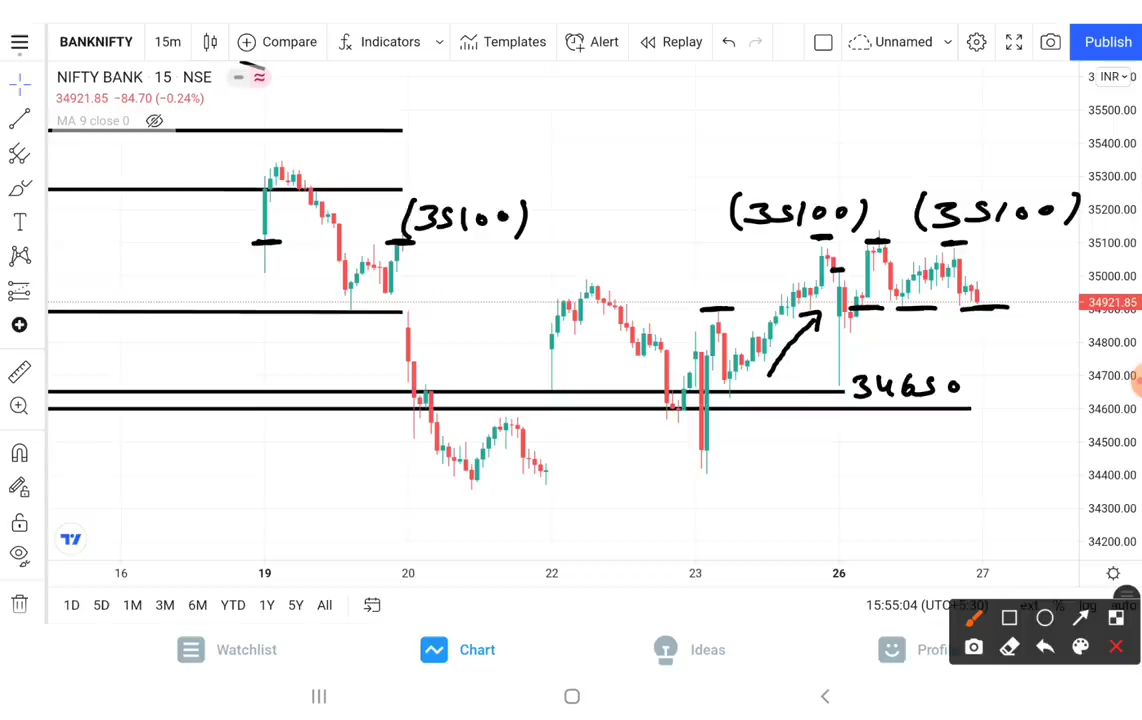 BANKNIFTY 15m Compare Indicators Templates Alert Replay Unnamed Publish
NIFTY BANK 15 NSE
INR
34921.85 −84.70 (−0.24%)
35500.00
MA 9 close 0
35400.00
35300.00
35200.00
(35100) (35100) (35100)
35100.00
35000.00
34921.85
34800.00
34700.00
34650
34600.00
34500.00
34400.00
34300.00
34200.00
16 19 20 22 23 26 27
1D 5D 1M 3M 6M YTD 1Y 5Y All 15:55:04 (UTC+5:30) ext % log auto
Watchlist Chart Ideas